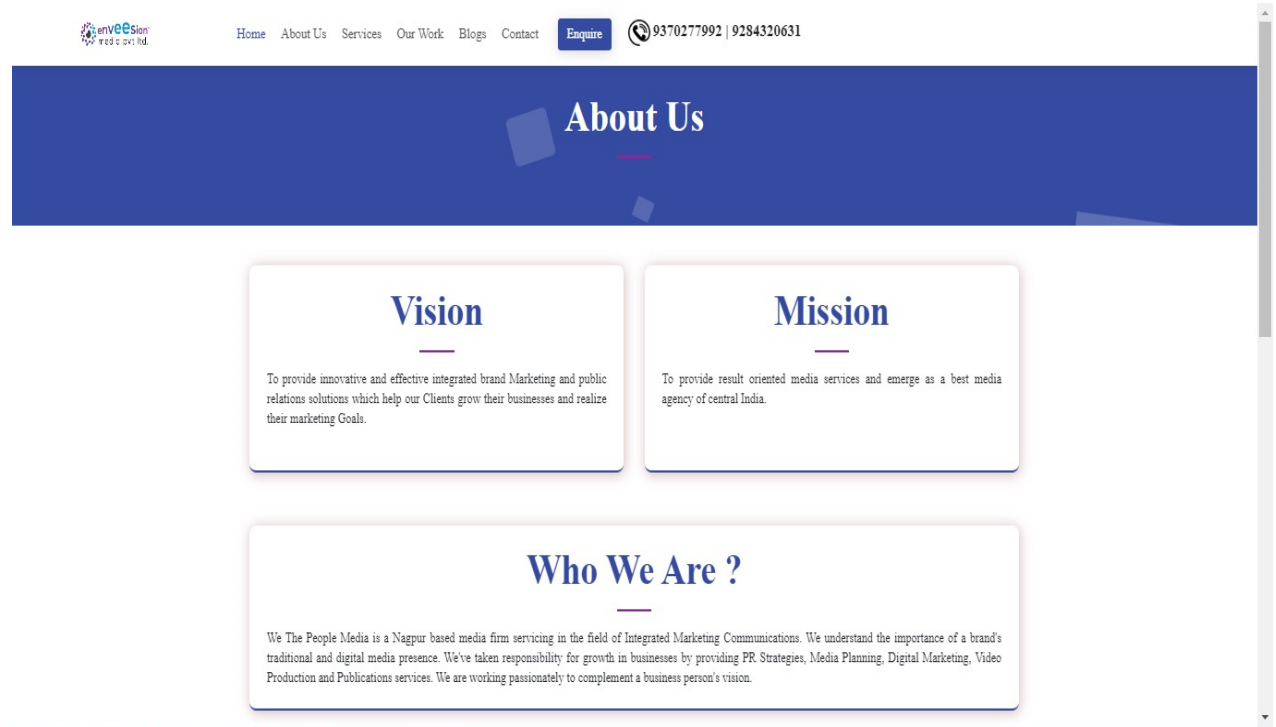 enveesion
media pvt ltd.
Home About Us Services Our Work Blogs Contact Enquire 9370277992 | 9284320631
About Us
Vision
To provide innovative and effective integrated brand Marketing and public
relations solutions which help our Clients grow their businesses and realize
their marketing Goals.
Mission
To provide result oriented media services and emerge as a best media
agency of central India.
Who We Are ?
We The People Media is a Nagpur based media firm servicing in the field of Integrated Marketing Communications. We understand the importance of a brand's
traditional and digital media presence. We've taken responsibility for growth in businesses by providing PR Strategies, Media Planning, Digital Marketing, Video
Production and Publications services. We are working passionately to complement a business person's vision.